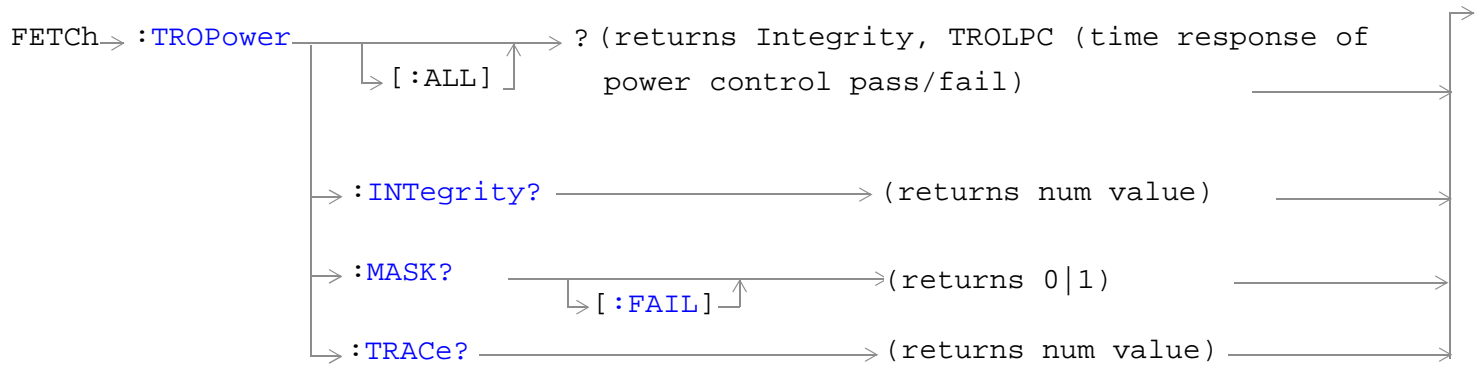 FETCh :TROPower ? (returns Integrity, TROLPC (time response of
[:ALL] power control pass/fail)
:INTegrity? (returns num value)
:MASK? (returns 0|1)
[:FAIL]
:TRACe? (returns num value)